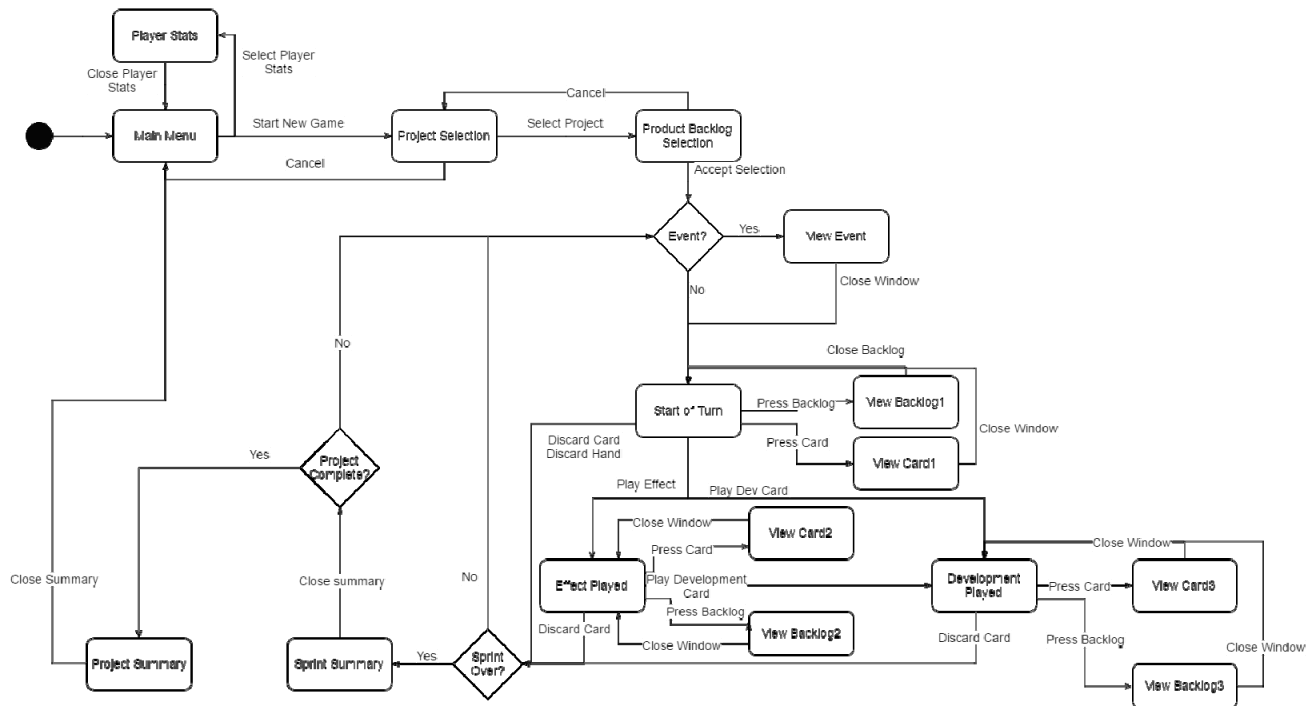 Player Stats
Select Player
Stats
Close Player
Stats
Cancel
Main Menu
Start New Game
Project Selection
Select Project
Product Backlog
Selection
Cancel
Accept Selection
Event?
Yes
View Event
Close Window
No
No
Close Backlog
Start of Turn
Press Backlog
View Backlog1
Close Window
Discard Card
Discard Hand
Press Card
View Card1
Yes
Project
Complete?
Play Effect
Play Dev Card
Close Window
View Card2
Press Card
Close Window
Close Summary
Close summary
No
Effect Played
Play Development
Card
Development
Played
Press Card
View Card3
Press Backlog
Discard Card
View Backlog2
Discard Card
Press Backlog
Close Window
Close Window
Project Summary
Sprint Summary
Yes
Sprint
Over?
View Backlog3